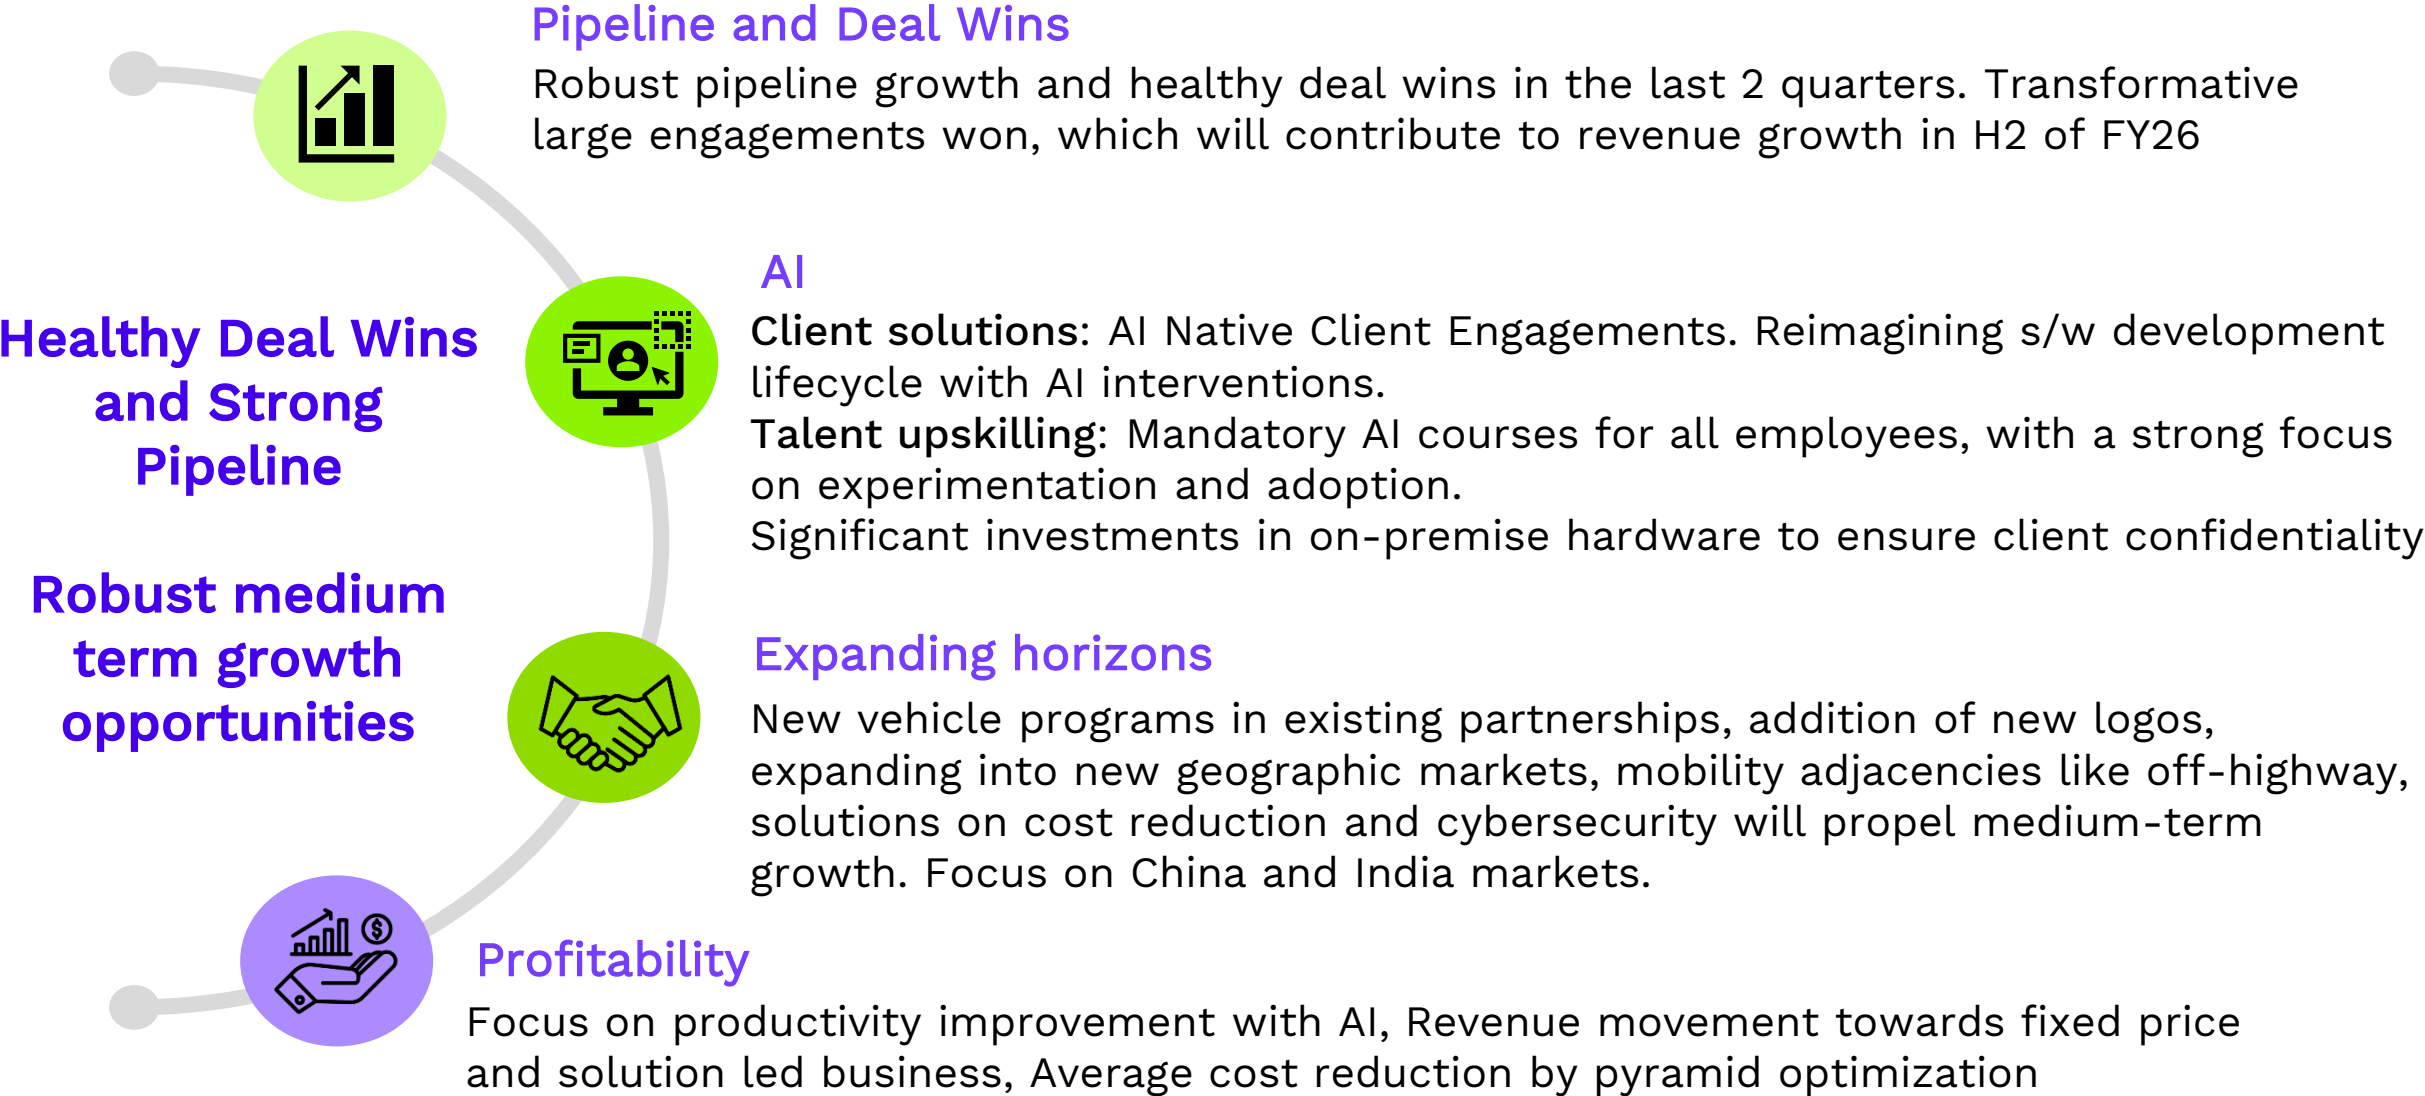 Pipeline and Deal Wins
Robust pipeline growth and healthy deal wins in the last 2 quarters. Transformative
large engagements won, which will contribute to revenue growth in H2 of FY26
Healthy Deal Wins
and Strong
Pipeline
Robust medium
term growth
opportunities
AI
Client solutions: AI Native Client Engagements. Reimagining s/w development
lifecycle with AI interventions.
Talent upskilling: Mandatory AI courses for all employees, with a strong focus
on experimentation and adoption.
Significant investments in on-premise hardware to ensure client confidentiality
Expanding horizons
New vehicle programs in existing partnerships, addition of new logos,
expanding into new geographic markets, mobility adjacencies like off-highway,
solutions on cost reduction and cybersecurity will propel medium-term
growth. Focus on China and India markets.
$
Profitability
Focus on productivity improvement with AI, Revenue movement towards fixed price
and solution led business, Average cost reduction by pyramid optimization